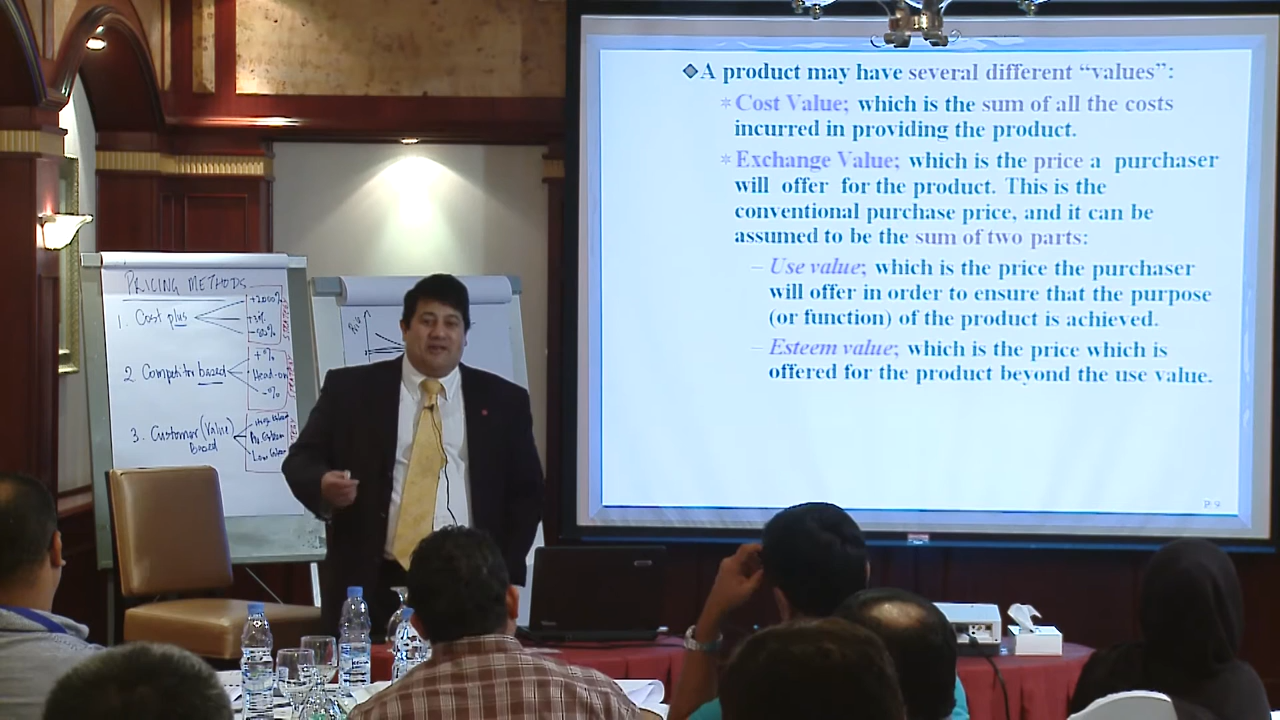 A product may have several different “values”:
Cost Value; which is the sum of all the costs
incurred in providing the product.
Exchange Value; which is the price a purchaser
will offer for the product. This is the
conventional purchase price, and it can be
assumed to be the sum of two parts:
– Use value; which is the price the purchaser
will offer in order to ensure that the purpose
(or function) of the product is achieved.
– Esteem value; which is the price which is
offered for the product beyond the use value.
P 9
PRICING METHODS
1. Cost plus
+2000%
+3%
STRATEGY
2. Competitor based
+%
Head-on
-%
STRATEGY
3. Customer (Value)
Based